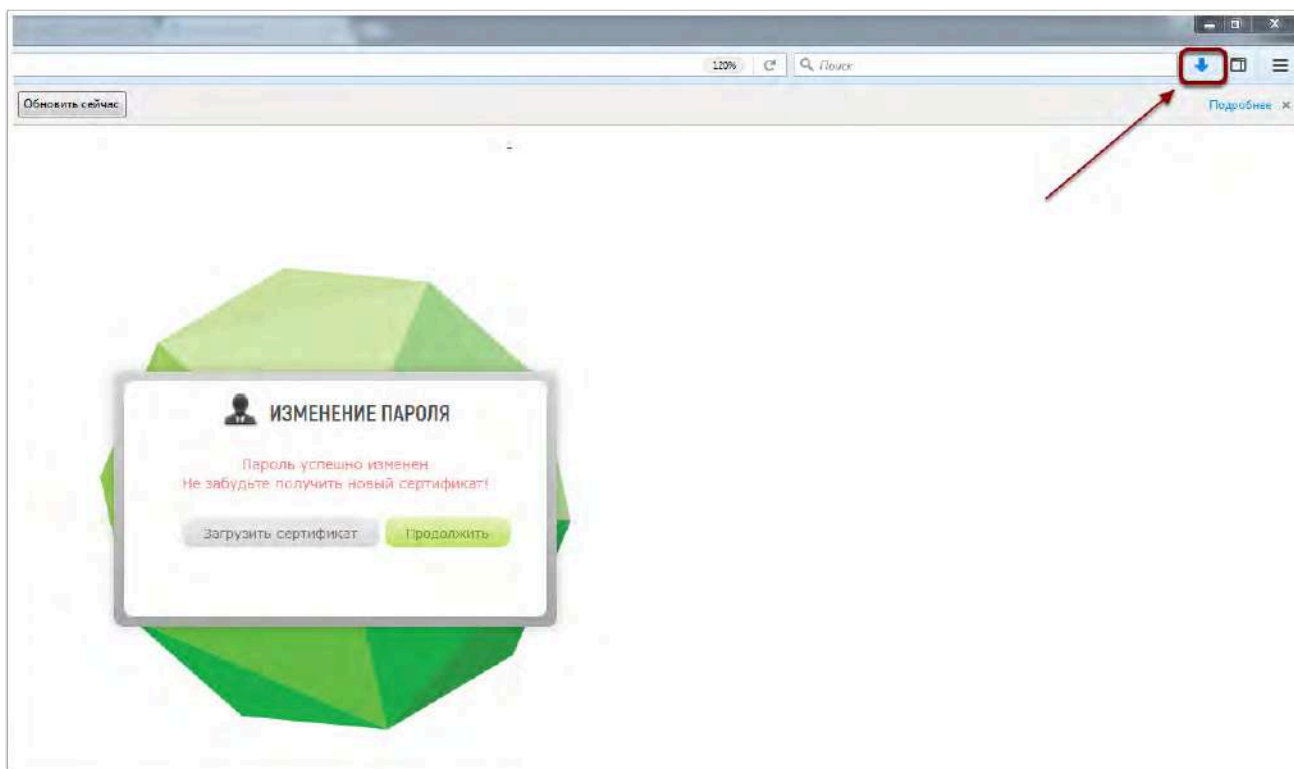 120%
Поиск
Обновить сейчас
Подробнее
ИЗМЕНЕНИЕ ПАРОЛЯ
Пароль успешно изменен
Не забудьте получить новый сертификат!
Загрузить сертификат
Продолжить